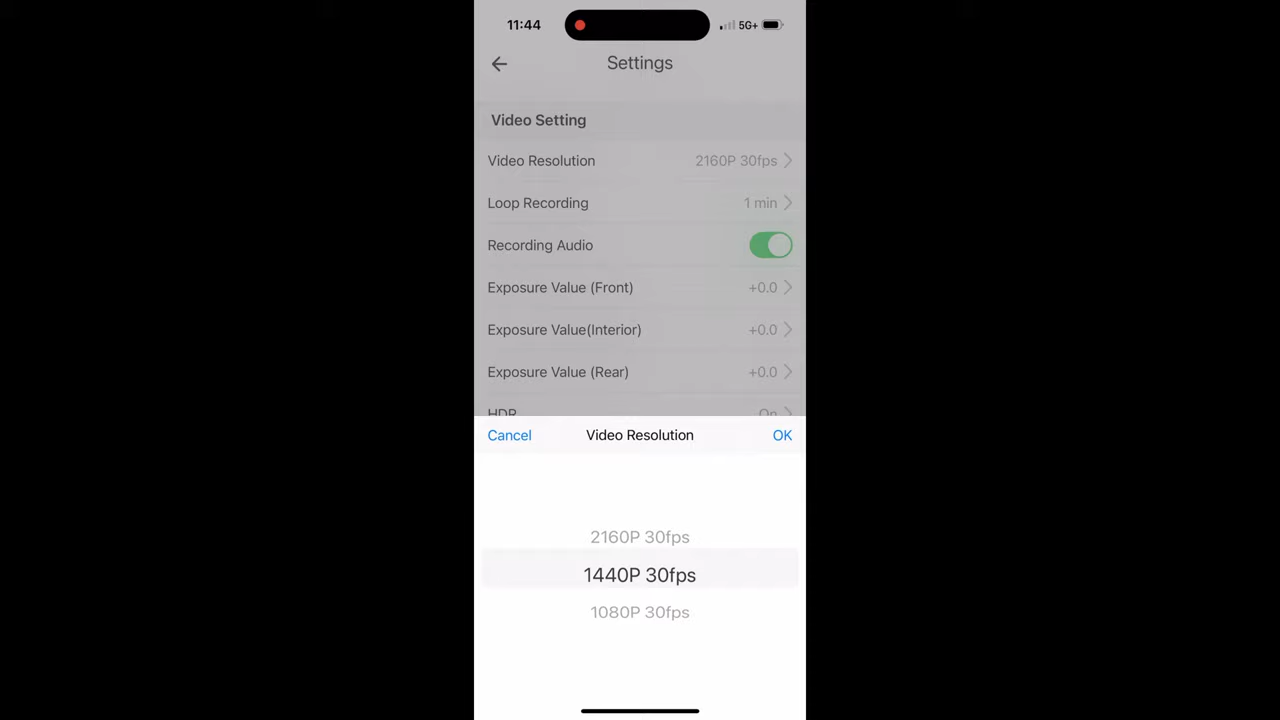 11:44 5G+
Settings
Video Setting
Video Resolution 2160P 30fps
Loop Recording 1 min
Recording Audio
Exposure Value (Front) +0.0
Exposure Value(Interior) +0.0
Exposure Value (Rear) +0.0
HDR On
Cancel Video Resolution OK
2160P 30fps
1440P 30fps
1080P 30fps